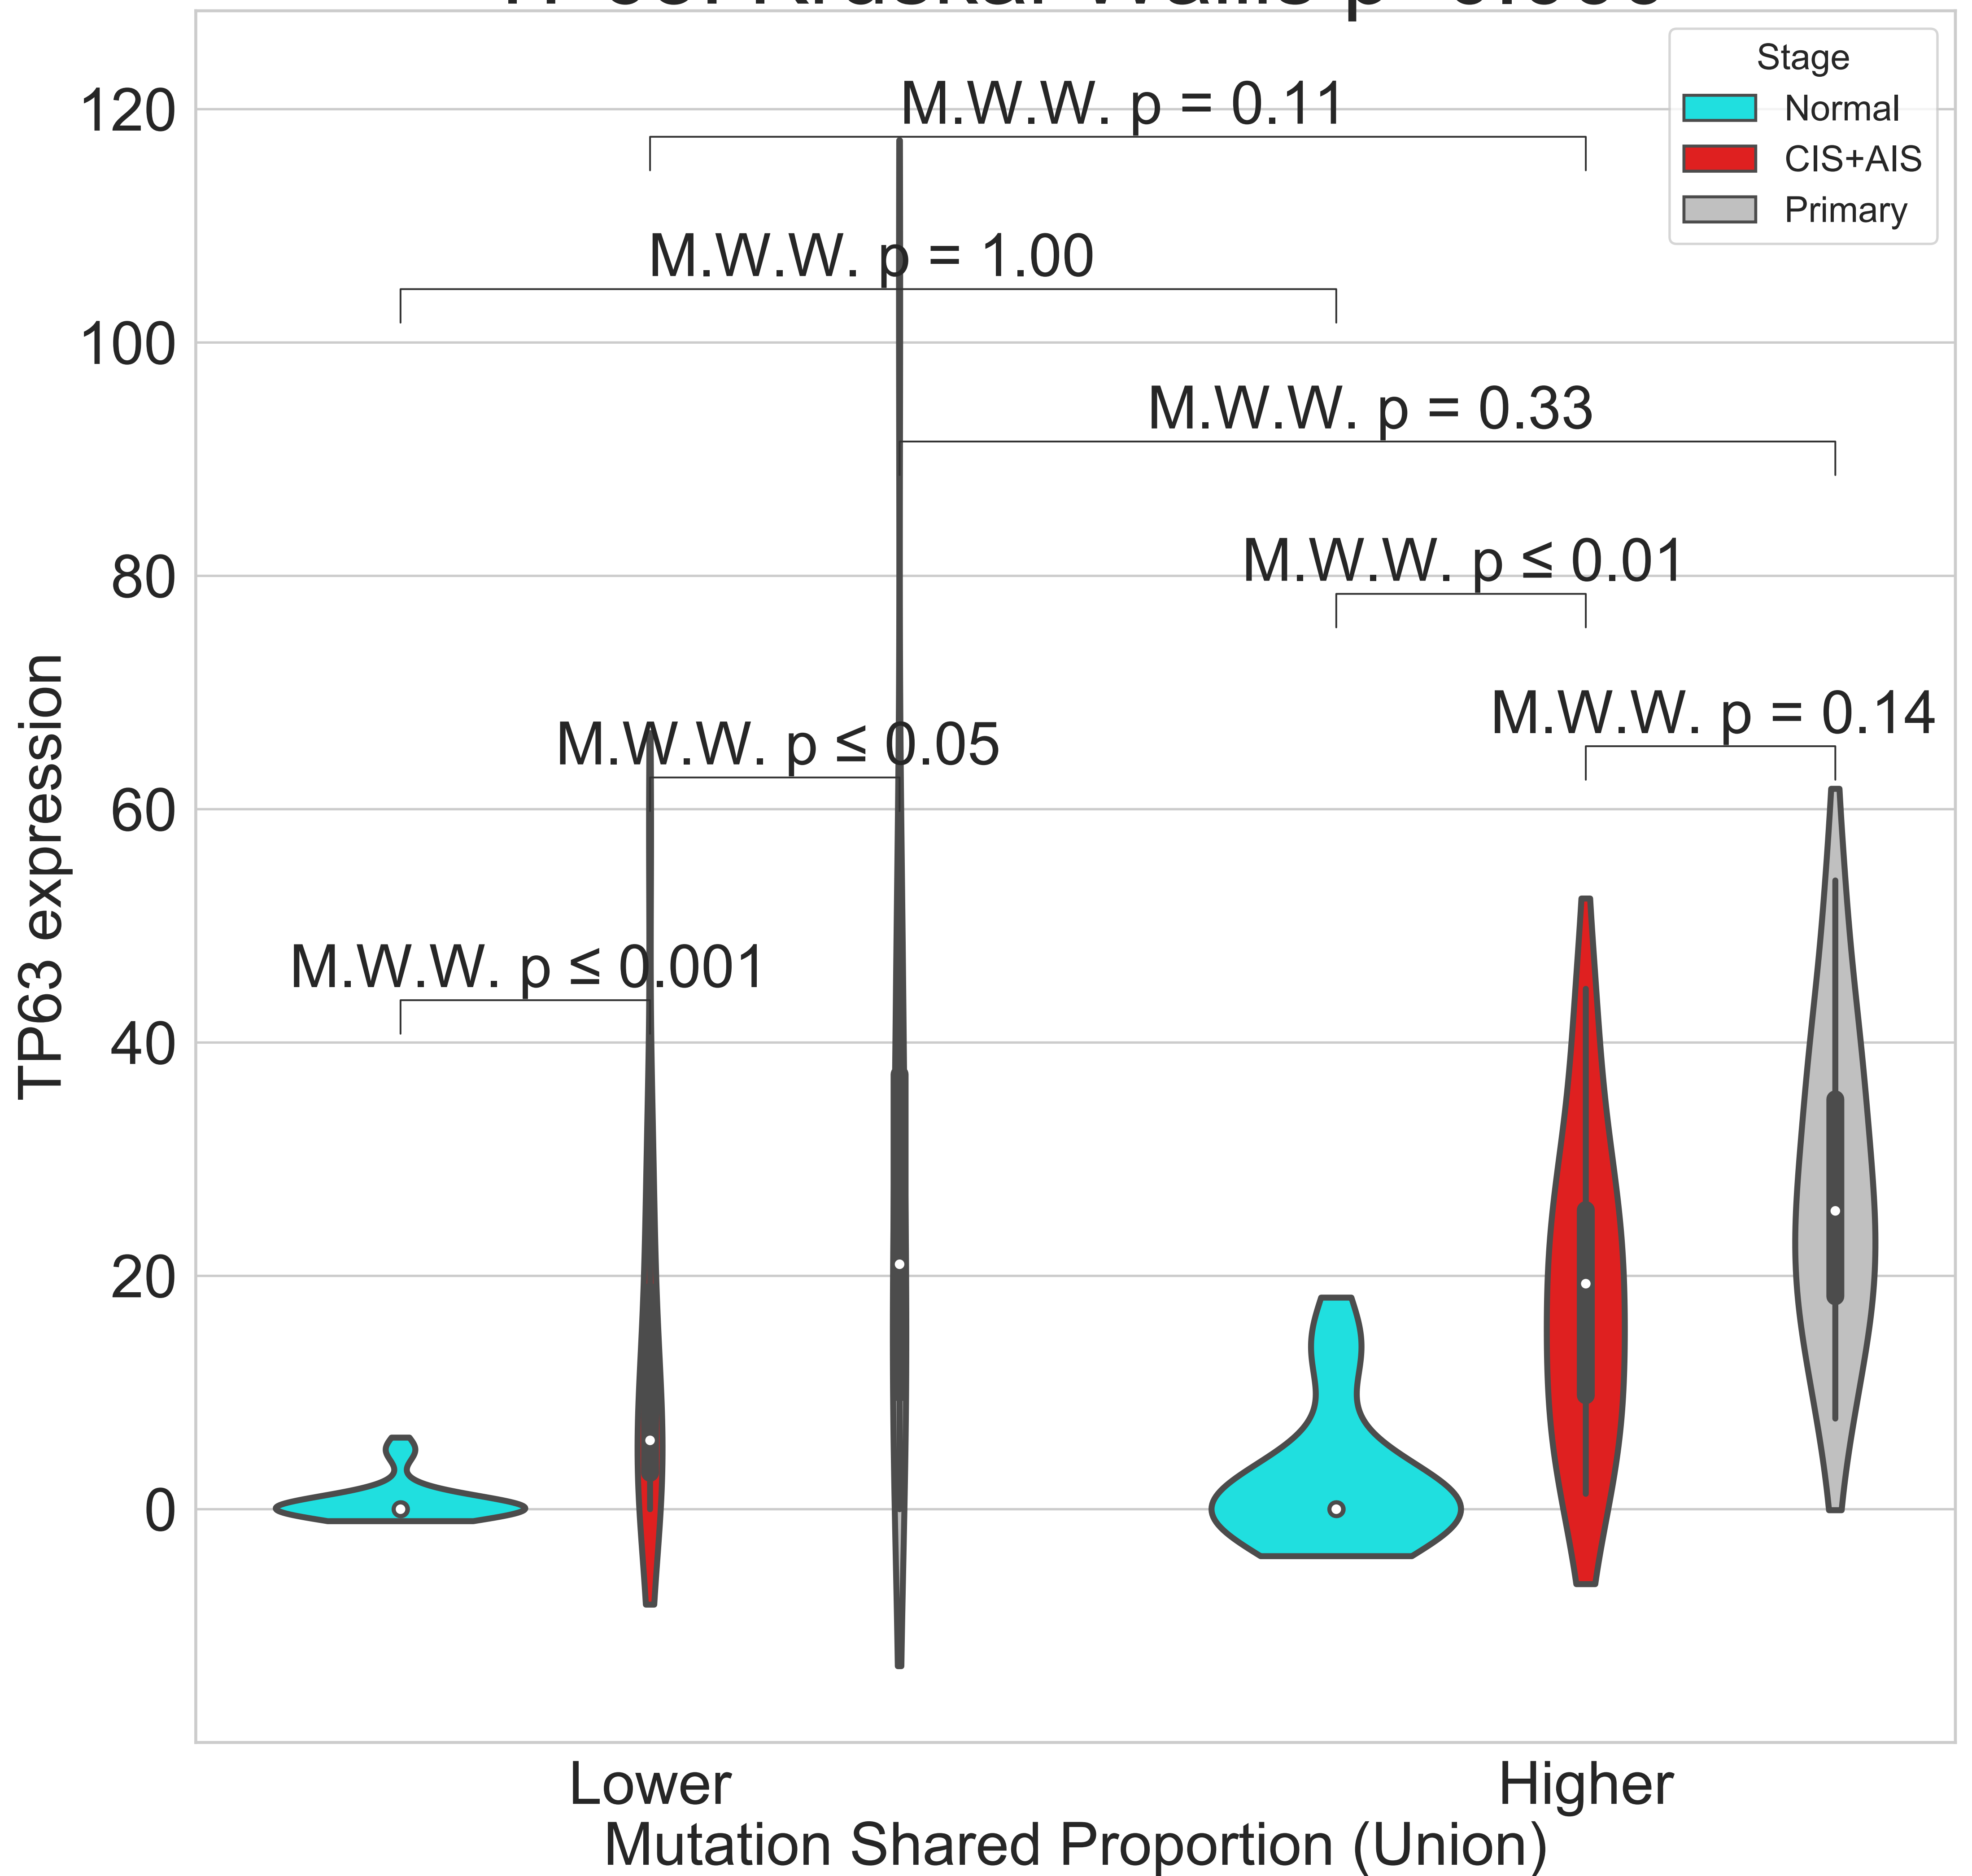 Stage
Normal
CIS+AIS
Primary
120
100
80
60
40
20
0
TP63 expression
M.W.W. p = 0.11
M.W.W. p = 1.00
M.W.W. p = 0.33
M.W.W. p ≤ 0.01
M.W.W. p = 0.14
M.W.W. p ≤ 0.05
M.W.W. p ≤ 0.001
Lower
Higher
Mutation Shared Proportion (Union)